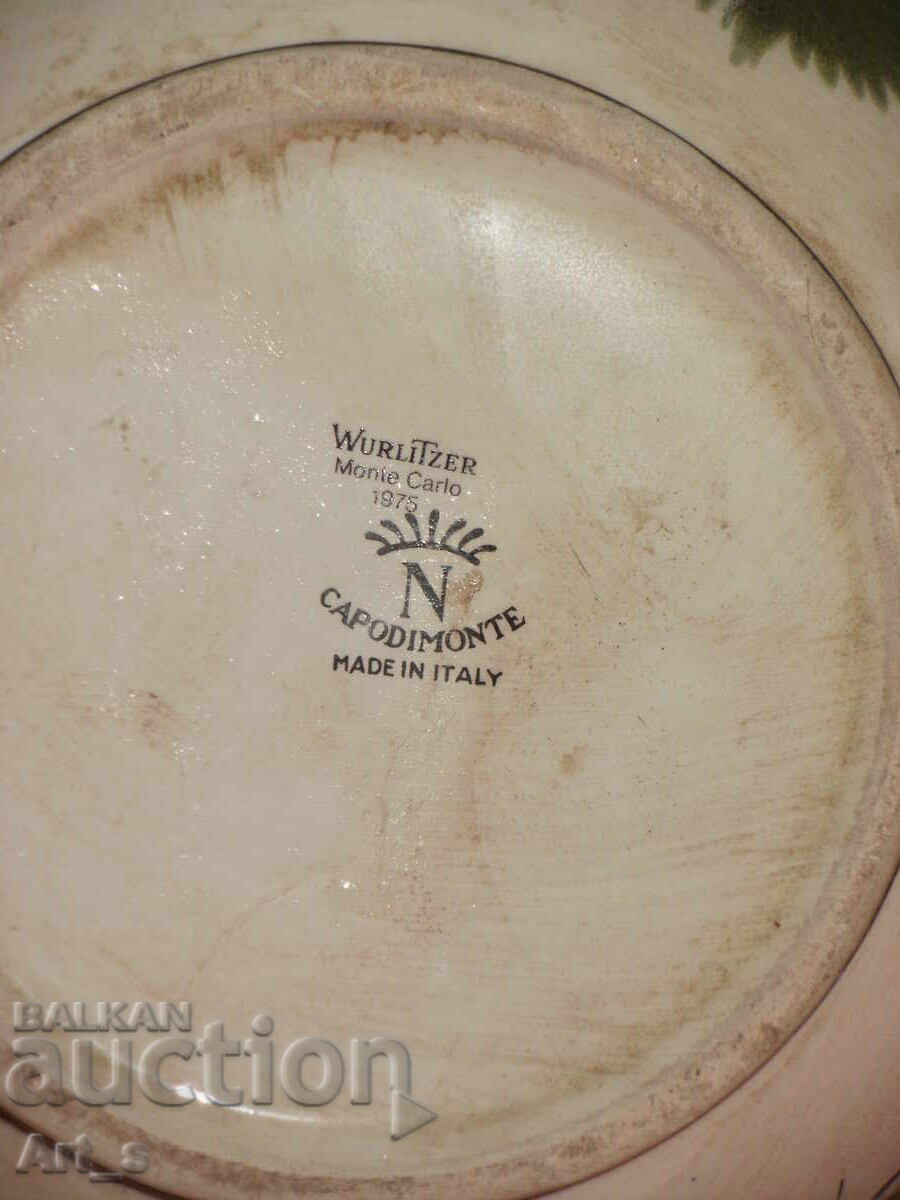 WURLITZER
Monte Carlo
1975
N
CAPODIMONTE
MADE IN ITALY
BALKAN
auction
Art_s